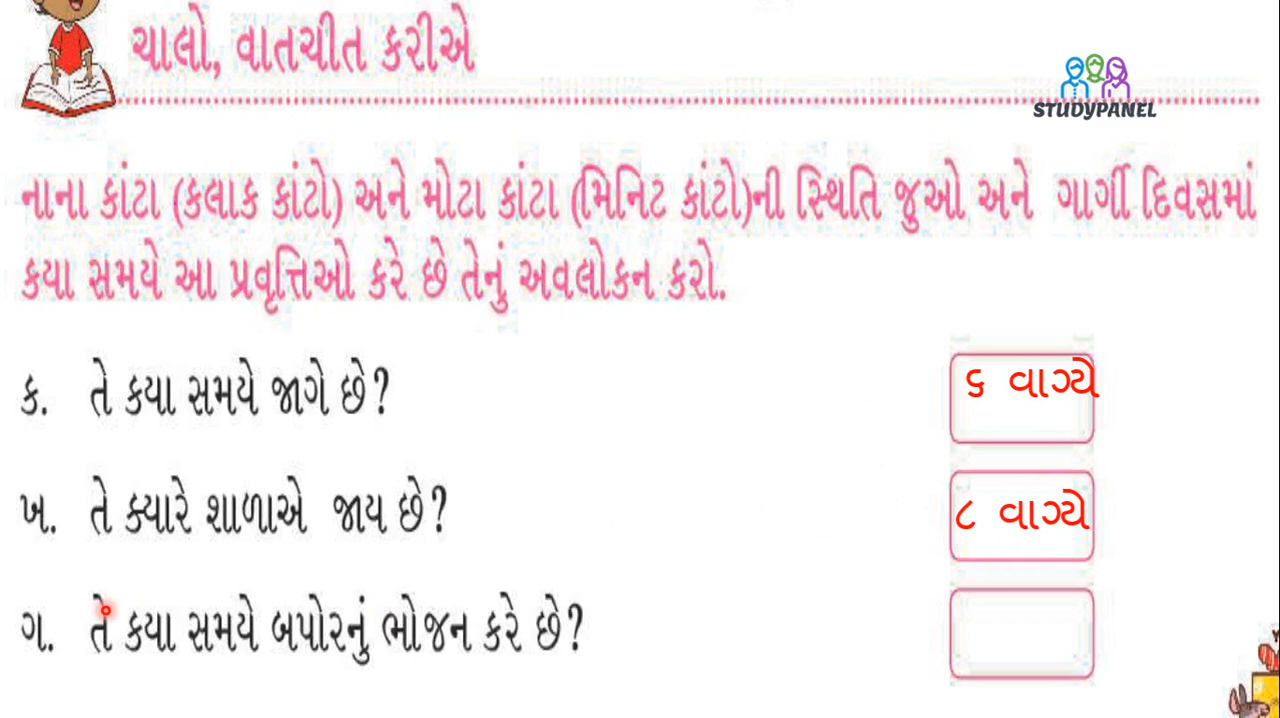 ચાલો, વાતચીત કરીએ
STUDYPANEL
નાના કાંટા (કલાક કાંટો) અને મોટા કાંટા (મિનિટ કાંટો)ની સ્થિતિ જુઓ અને ગાર્ગી દિવસમાં
કયા સમયે આ પ્રવૃત્તિઓ કરે છે તેનું અવલોકન કરો.
ક. તે કયા સમયે જાગે છે? ૬ વાગ્યે
ખ. તે ક્યારે શાળાએ જાય છે? ૮ વાગ્યે
ગ. તે કયા સમયે બપોરનું ભોજન કરે છે?